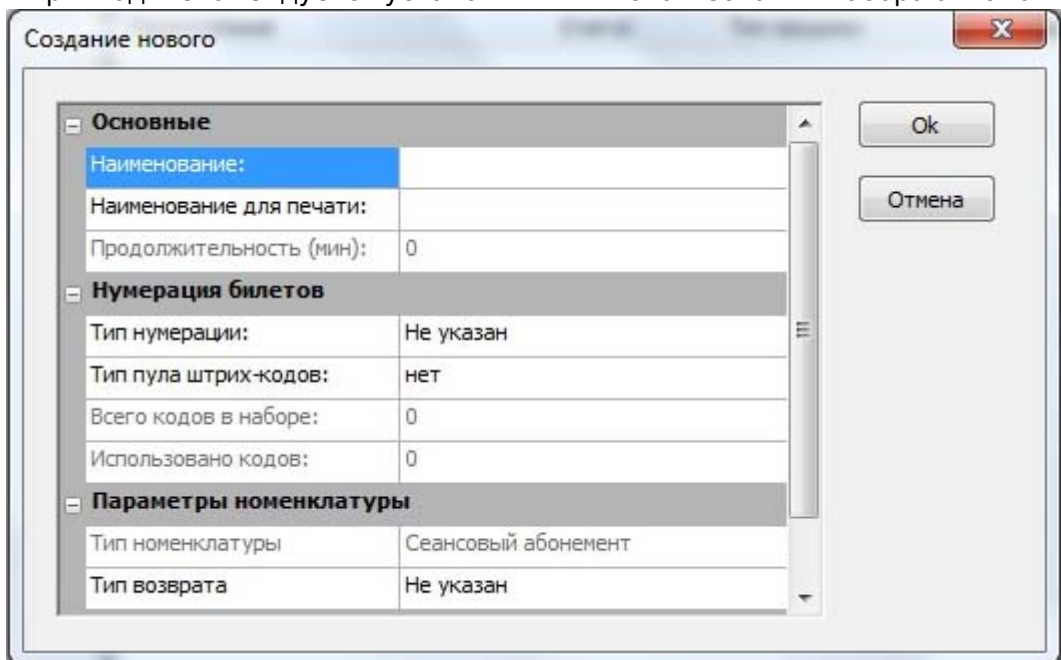 Создание нового
Основные
Ok
Наименование:
Наименование для печати:
Отмена
Продолжительность (мин): 0
Нумерация билетов
Тип нумерации: Не указан
Тип пула штрих-кодов: нет
Всего кодов в наборе: 0
Использовано кодов: 0
Параметры номенклатуры
Тип номенклатуры Сеансовый абонемент
Тип возврата Не указан